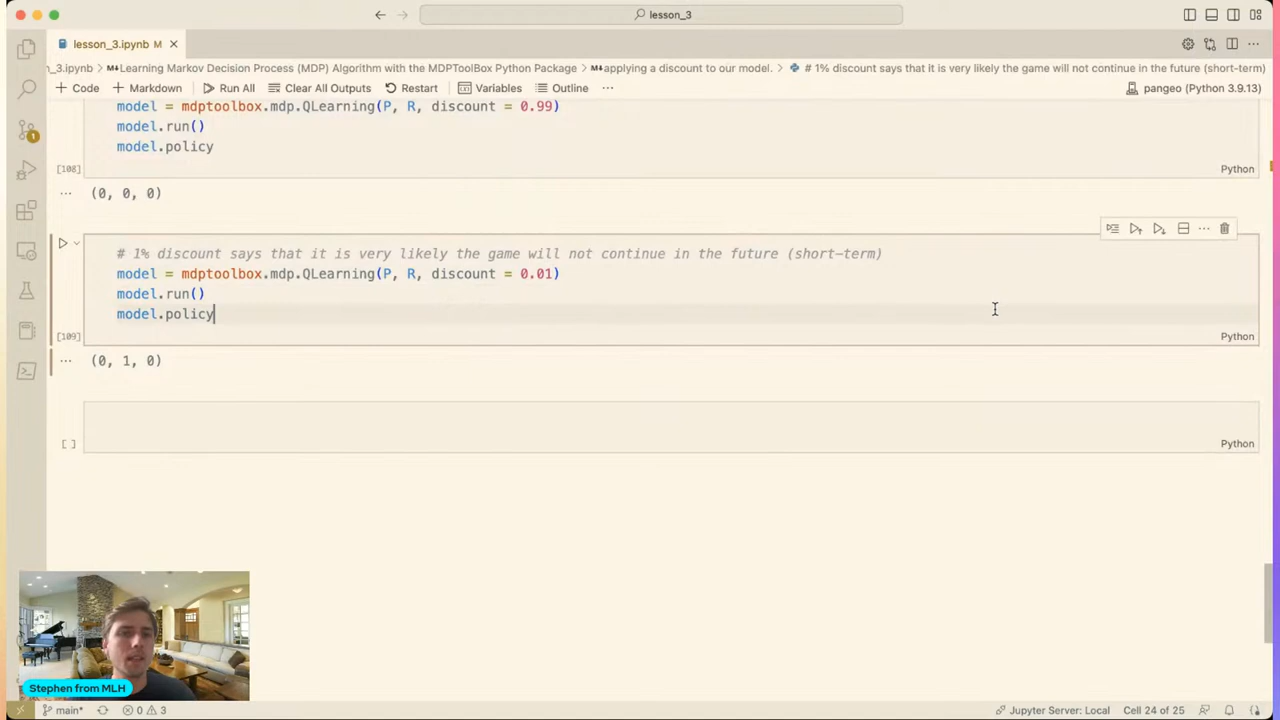 lesson_3
lesson_3.ipynb M
n_3.ipynb > Learning Markov Decision Process (MDP) Algorithm with the MDPToolBox Python Package > applying a discount to our model. > # 1% discount says that it is very likely the game will not continue in the future (short-term)
+ Code + Markdown Run All Clear All Outputs Restart Variables Outline ... pangeo (Python 3.9.13)
model = mdptoolbox.mdp.QLearning(P, R, discount = 0.99)
model.run()
model.policy
[108] Python
... (0, 0, 0)
# 1% discount says that it is very likely the game will not continue in the future (short-term)
model = mdptoolbox.mdp.QLearning(P, R, discount = 0.01)
model.run()
model.policy
[109] Python
... (0, 1, 0)
[ ] Python
Stephen from MLH
main* 0 3 Jupyter Server: Local Cell 24 of 25